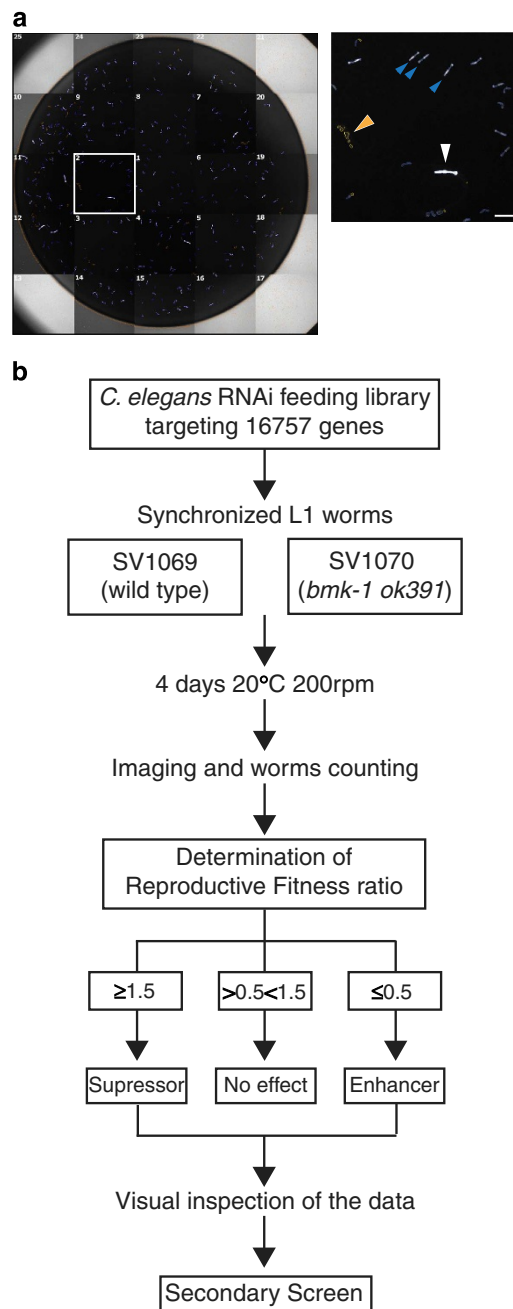 a
25 24 23 22 21
10 9 8 7 20
11 2 1 6 19
12 3 4 5 18
13 14 15 16 17
b
C. elegans RNAi feeding library
targeting 16757 genes
Synchronized L1 worms
SV1069
(wild type)
SV1070
(bmk-1 ok391)
4 days 20°C 200rpm
Imaging and worms counting
Determination of
Reproductive Fitness ratio
≥1.5
>0.5<1.5
≤0.5
Supressor
No effect
Enhancer
Visual inspection of the data
Secondary Screen